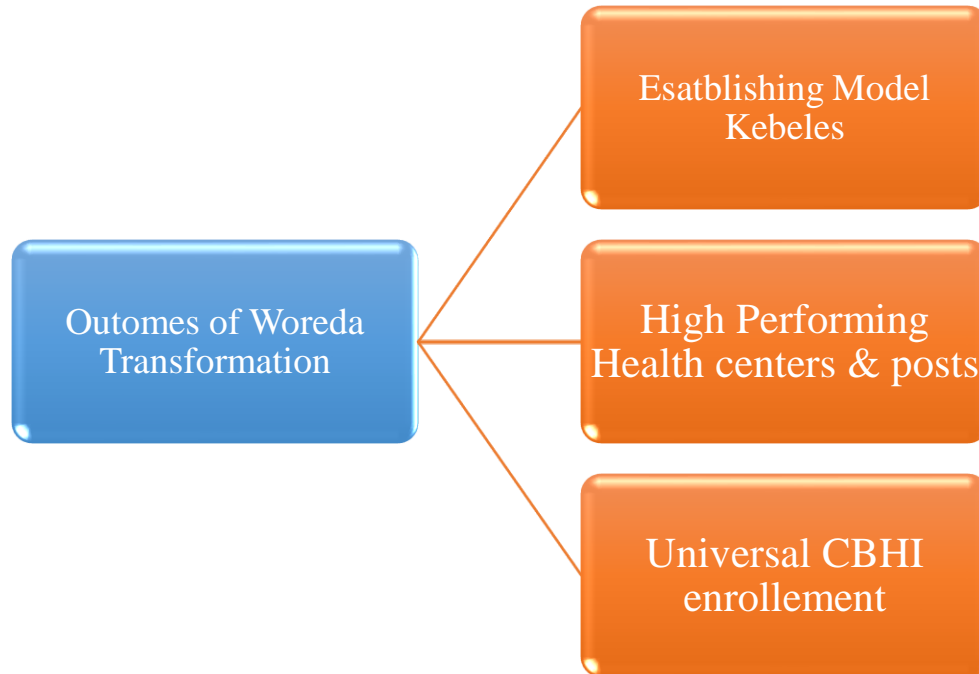 Esatblishing Model
Kebeles
Outomes of Woreda
Transformation
High Performing
Health centers & posts
Universal CBHI
enrollement